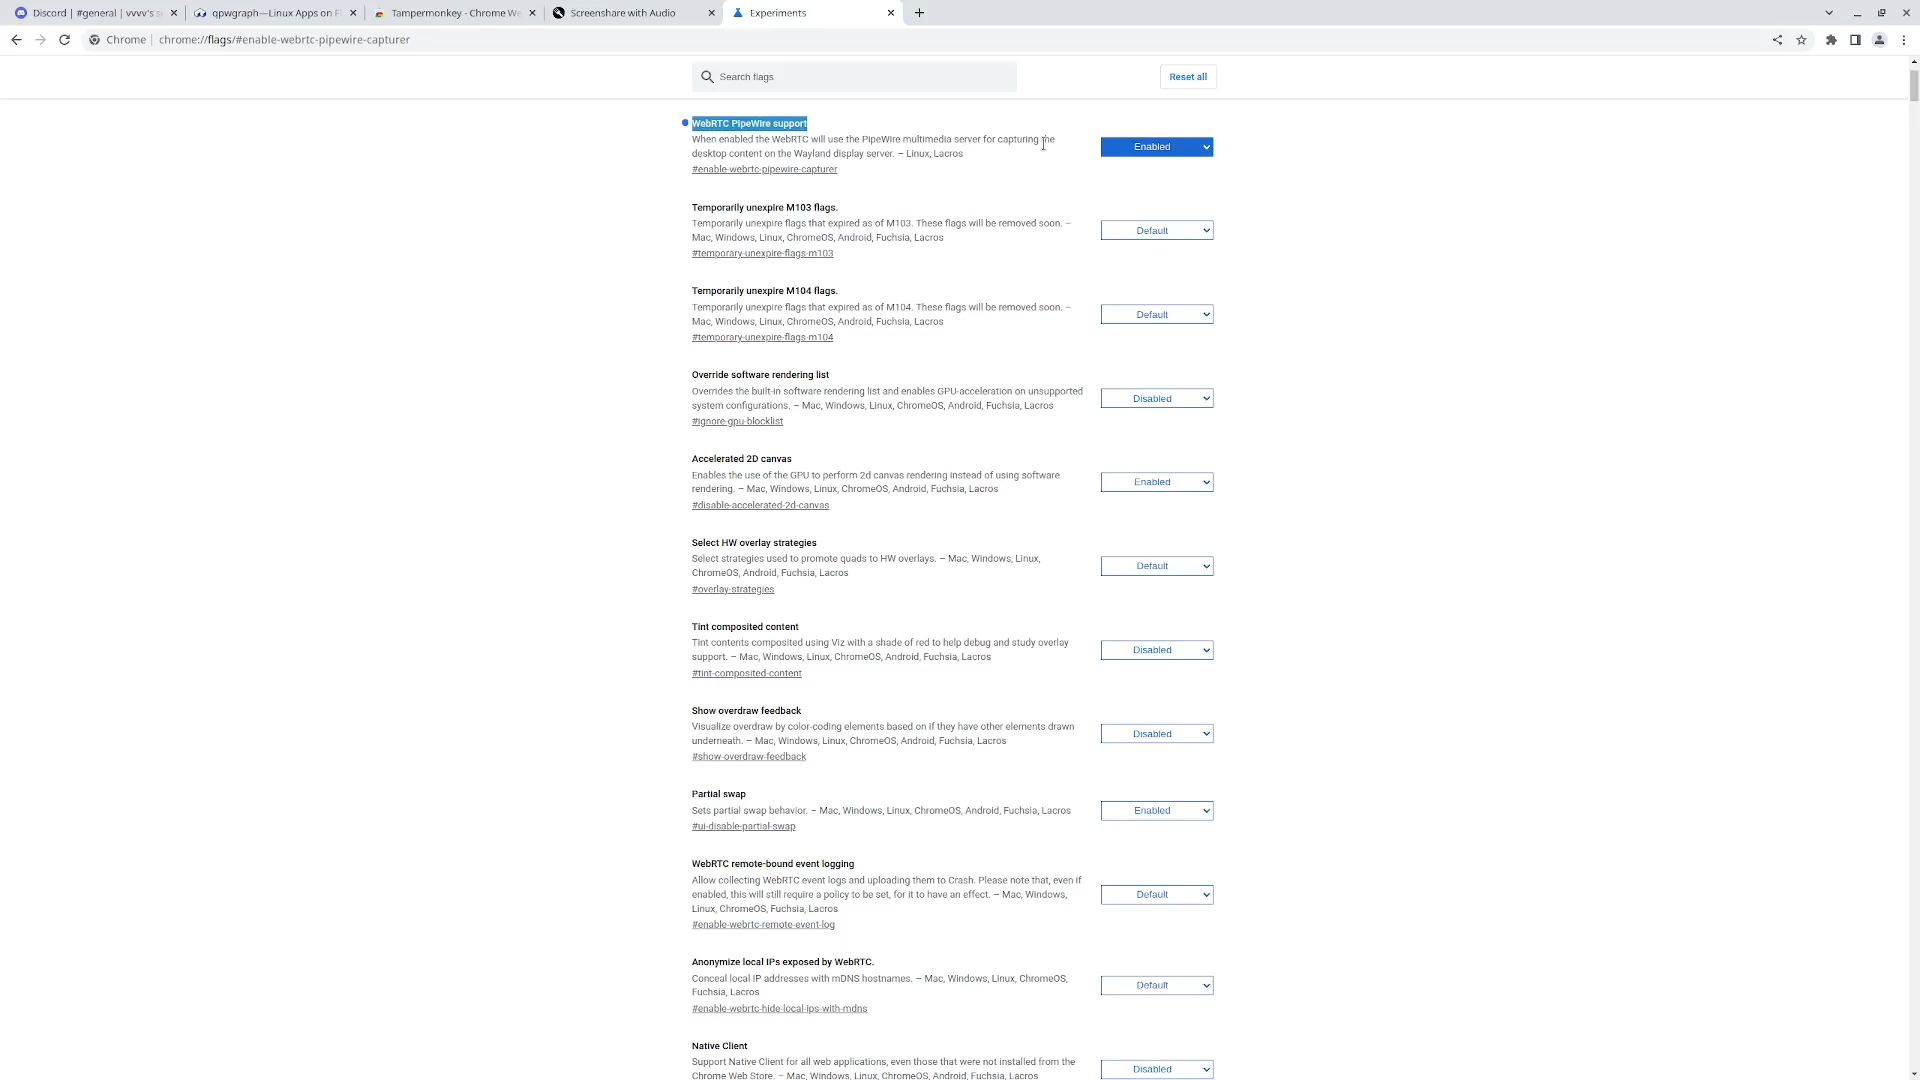 Discord | #general | vvvv's s
qpwgraph—Linux Apps on Fl
Tampermonkey - Chrome We
Screenshare with Audio
Experiments
Chrome
chrome://flags/#enable-webrtc-pipewire-capturer
Search flags
Reset all
WebRTC PipeWire support
When enabled the WebRTC will use the PipeWire multimedia server for capturing the
desktop content on the Wayland display server. – Linux, Lacros
#enable-webrtc-pipewire-capturer
Enabled
Temporarily unexpire M103 flags.
Temporarily unexpire flags that expired as of M103. These flags will be removed soon. –
Mac, Windows, Linux, ChromeOS, Android, Fuchsia, Lacros
#temporary-unexpire-flags-m103
Default
Temporarily unexpire M104 flags.
Temporarily unexpire flags that expired as of M104. These flags will be removed soon. –
Mac, Windows, Linux, ChromeOS, Android, Fuchsia, Lacros
#temporary-unexpire-flags-m104
Default
Override software rendering list
Overrides the built-in software rendering list and enables GPU-acceleration on unsupported
system configurations. – Mac, Windows, Linux, ChromeOS, Android, Fuchsia, Lacros
#ignore-gpu-blocklist
Disabled
Accelerated 2D canvas
Enables the use of the GPU to perform 2d canvas rendering instead of using software
rendering. – Mac, Windows, Linux, ChromeOS, Android, Fuchsia, Lacros
#disable-accelerated-2d-canvas
Enabled
Select HW overlay strategies
Select strategies used to promote quads to HW overlays. – Mac, Windows, Linux,
ChromeOS, Android, Fuchsia, Lacros
#overlay-strategies
Default
Tint composited content
Tint contents composited using Viz with a shade of red to help debug and study overlay
support. – Mac, Windows, Linux, ChromeOS, Android, Fuchsia, Lacros
#tint-composited-content
Disabled
Show overdraw feedback
Visualize overdraw by color-coding elements based on if they have other elements drawn
underneath. – Mac, Windows, Linux, ChromeOS, Android, Fuchsia, Lacros
#show-overdraw-feedback
Disabled
Partial swap
Sets partial swap behavior. – Mac, Windows, Linux, ChromeOS, Android, Fuchsia, Lacros
#ui-disable-partial-swap
Enabled
WebRTC remote-bound event logging
Allow collecting WebRTC event logs and uploading them to Crash. Please note that, even if
enabled, this will still require a policy to be set, for it to have an effect. – Mac, Windows,
Linux, ChromeOS, Fuchsia, Lacros
#enable-webrtc-remote-event-log
Default
Anonymize local IPs exposed by WebRTC.
Conceal local IP addresses with mDNS hostnames. – Mac, Windows, Linux, ChromeOS,
Fuchsia, Lacros
#enable-webrtc-hide-local-ips-with-mdns
Default
Native Client
Support Native Client for all web applications, even those that were not installed from the
Chrome Web Store. – Mac, Windows, Linux, ChromeOS, Android, Fuchsia, Lacros
Disabled